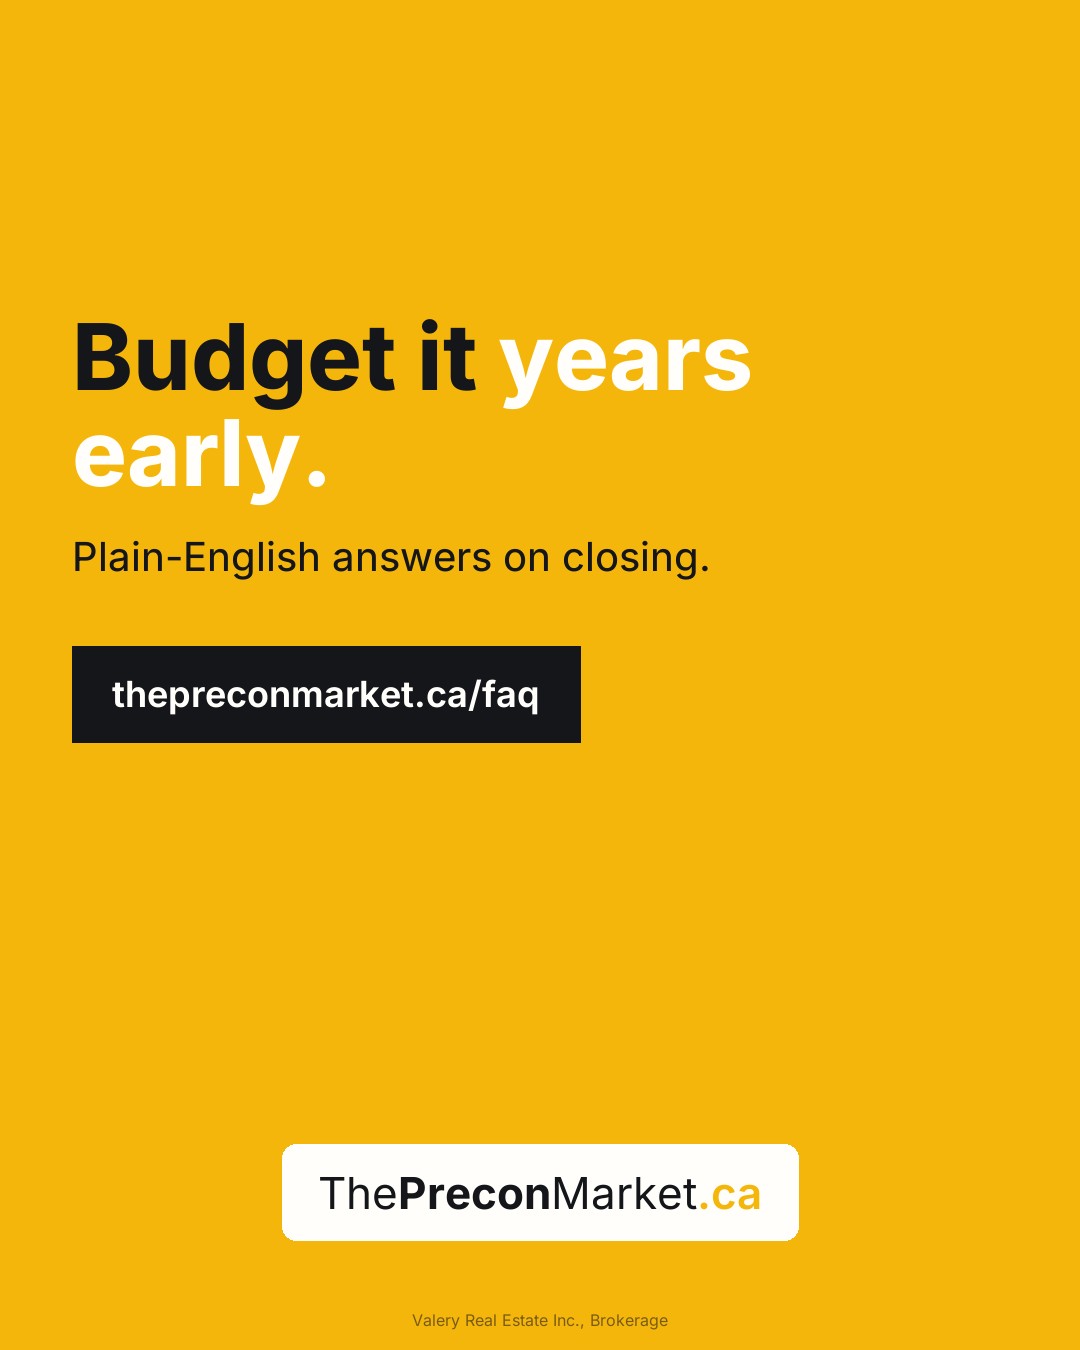 Budget it years
early.
Plain-English answers on closing.
thepreconmarket.ca/faq
ThePreconMarket.ca
Valery Real Estate Inc., Brokerage